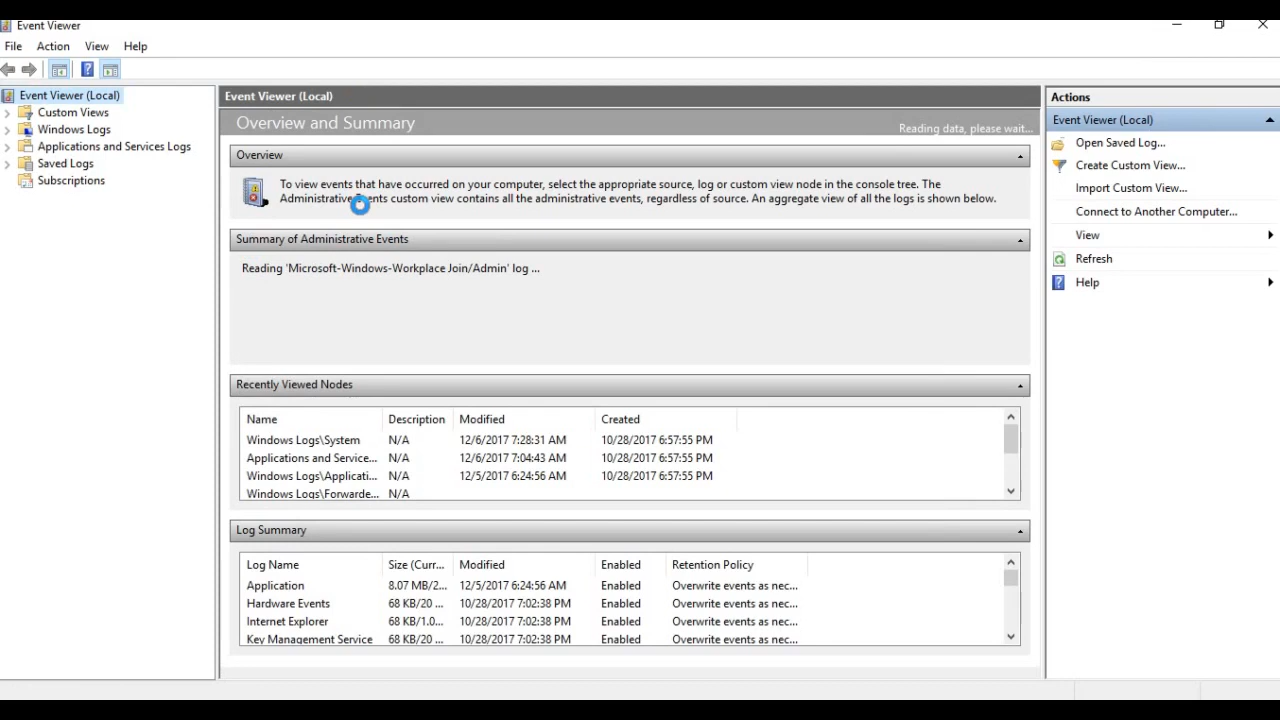 Event Viewer
File Action View Help
Event Viewer (Local)
Custom Views
Windows Logs
Applications and Services Logs
Saved Logs
Subscriptions
Event Viewer (Local)
Overview and Summary
Reading data, please wait...
Overview
To view events that have occurred on your computer, select the appropriate source, log or custom view node in the console tree. The
Administrative Events custom view contains all the administrative events, regardless of source. An aggregate view of all the logs is shown below.
Summary of Administrative Events
Reading 'Microsoft-Windows-Workplace Join/Admin' log ...
Recently Viewed Nodes
Name Description Modified Created
Windows Logs\System N/A 12/6/2017 7:28:31 AM 10/28/2017 6:57:55 PM
Applications and Service... N/A 12/6/2017 7:04:43 AM 10/28/2017 6:57:55 PM
Windows Logs\Applicati... N/A 12/5/2017 6:24:56 AM 10/28/2017 6:57:55 PM
Windows Logs\Forwarde... N/A
Log Summary
Log Name Size (Curr... Modified Enabled Retention Policy
Application 8.07 MB/2... 12/5/2017 6:24:56 AM Enabled Overwrite events as nec...
Hardware Events 68 KB/20 ... 10/28/2017 7:02:38 PM Enabled Overwrite events as nec...
Internet Explorer 68 KB/1.0... 10/28/2017 7:02:38 PM Enabled Overwrite events as nec...
Key Management Service 68 KB/20 ... 10/28/2017 7:02:38 PM Enabled Overwrite events as nec...
Actions
Event Viewer (Local)
Open Saved Log...
Create Custom View...
Import Custom View...
Connect to Another Computer...
View
Refresh
Help